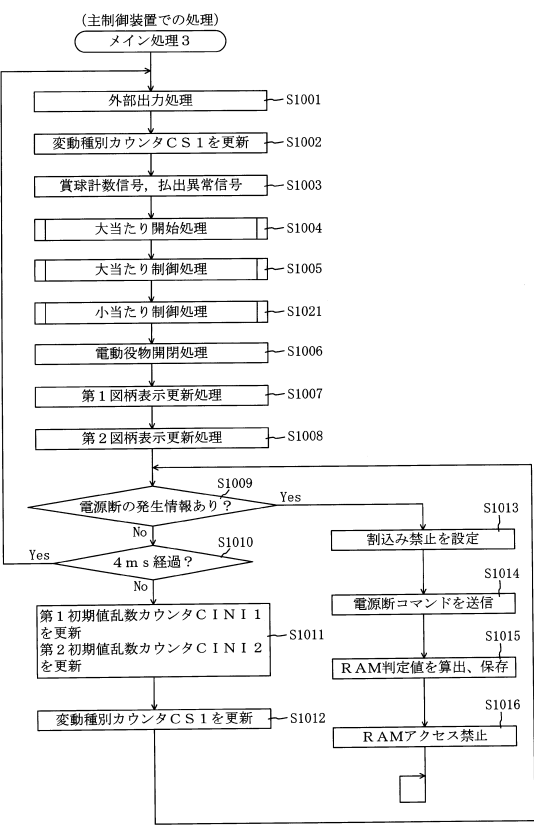 (主制御装置での処理)
メイン処理3
外部出力処理
S1001
変動種別カウンタCS1を更新
S1002
賞球計数信号,払出異常信号
S1003
大当たり開始処理
S1004
大当たり制御処理
S1005
小当たり制御処理
S1021
電動役物開閉処理
S1006
第1図柄表示更新処理
S1007
第2図柄表示更新処理
S1008
電源断の発生情報あり?
S1009
Yes
No
4ms経過?
S1010
Yes
No
第1初期値乱数カウンタCINI1
を更新
第2初期値乱数カウンタCINI2
を更新
S1011
変動種別カウンタCS1を更新
S1012
S1013
割込み禁止を設定
S1014
電源断コマンドを送信
S1015
RAM判定値を算出、保存
S1016
RAMアクセス禁止